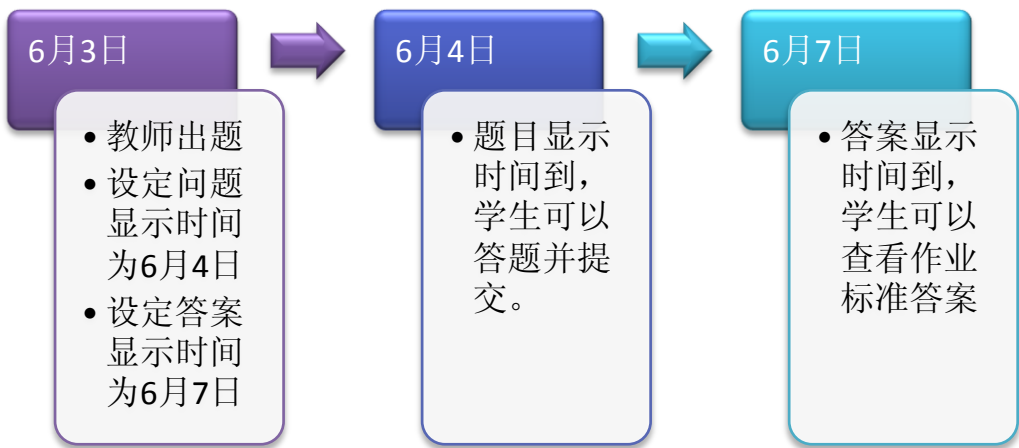 6月3日
• 教师出题
• 设定问题
显示时间
为6月4日
• 设定答案
显示时间
为6月7日
6月4日
• 题目显示
时间到，
学生可以
答题并提
交。
6月7日
• 答案显示
时间到，
学生可以
查看作业
标准答案